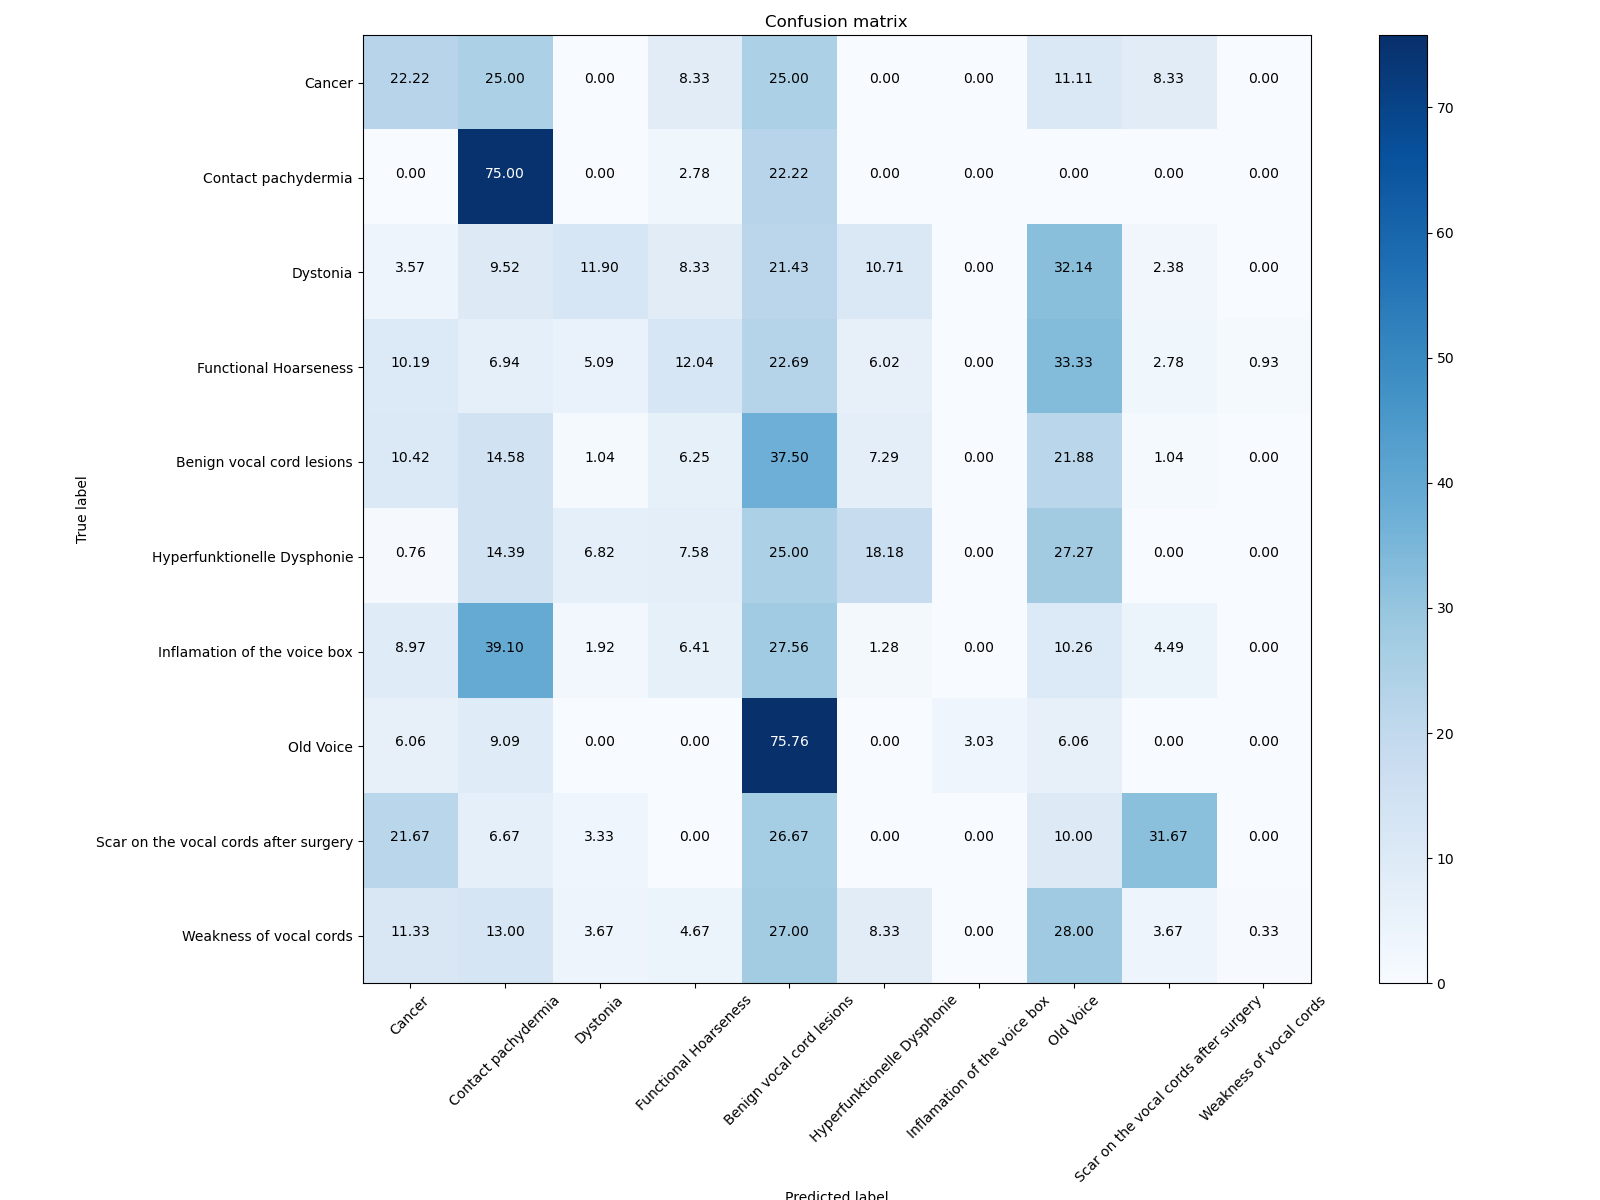 Confusion matrix
Cancer 22.22 25.00 0.00 8.33 25.00 0.00 0.00 11.11 8.33 0.00
Contact pachydermia 0.00 75.00 0.00 2.78 22.22 0.00 0.00 0.00 0.00 0.00
Dystonia 3.57 9.52 11.90 8.33 21.43 10.71 0.00 32.14 2.38 0.00
Functional Hoarseness 10.19 6.94 5.09 12.04 22.69 6.02 0.00 33.33 2.78 0.93
Benign vocal cord lesions 10.42 14.58 1.04 6.25 37.50 7.29 0.00 21.88 1.04 0.00
Hyperfunktionelle Dysphonie 0.76 14.39 6.82 7.58 25.00 18.18 0.00 27.27 0.00 0.00
Inflamation of the voice box 8.97 39.10 1.92 6.41 27.56 1.28 0.00 10.26 4.49 0.00
Old Voice 6.06 9.09 0.00 0.00 75.76 0.00 3.03 6.06 0.00 0.00
Scar on the vocal cords after surgery 21.67 6.67 3.33 0.00 26.67 0.00 0.00 10.00 31.67 0.00
Weakness of vocal cords 11.33 13.00 3.67 4.67 27.00 8.33 0.00 28.00 3.67 0.33
True label
Cancer
Contact pachydermia
Dystonia
Functional Hoarseness
Benign vocal cord lesions
Hyperfunktionelle Dysphonie
Inflamation of the voice box
Old Voice
Scar on the vocal cords after surgery
Weakness of vocal cords
Predicted label
70
60
50
40
30
20
10
0